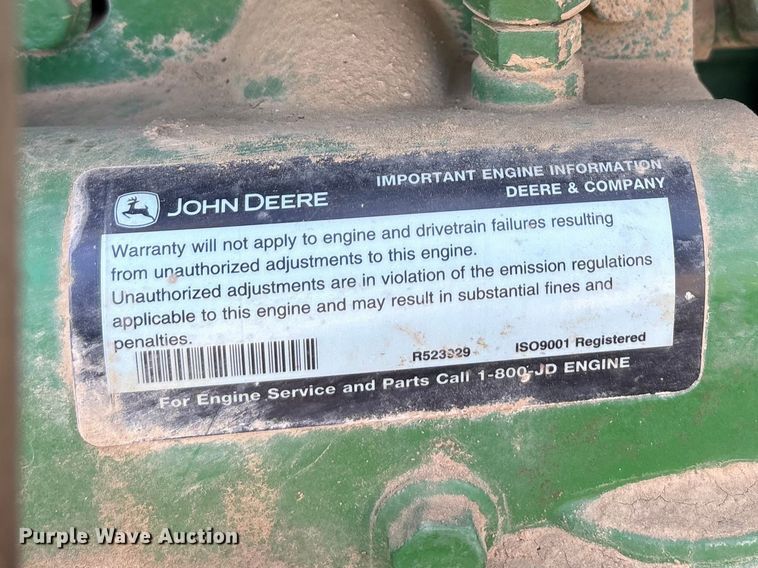 JOHN DEERE
IMPORTANT ENGINE INFORMATION
DEERE & COMPANY
Warranty will not apply to engine and drivetrain failures resulting
from unauthorized adjustments to this engine.
Unauthorized adjustments are in violation of the emission regulations
applicable to this engine and may result in substantial fines and
penalties.
R523929 ISO9001 Registered
For Engine Service and Parts Call 1-800-JD ENGINE
Purple Wave Auction